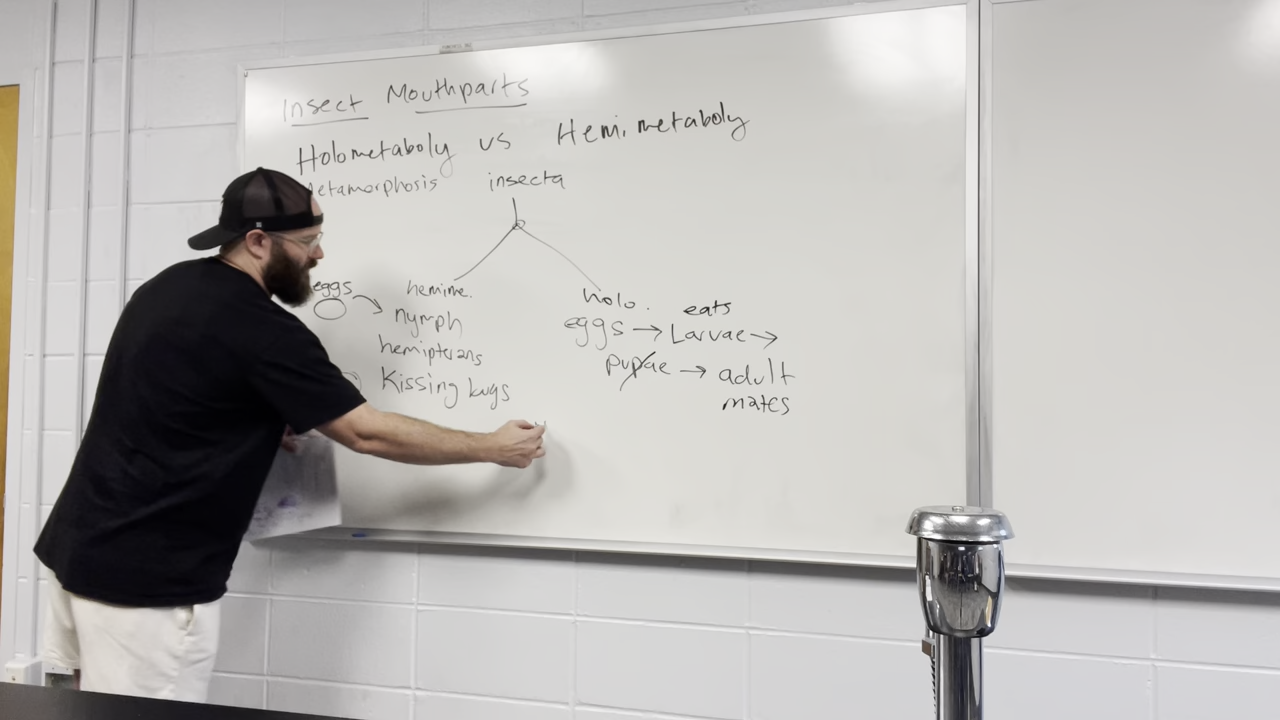 Insect Mouthparts
Holometaboly vs Hemimetaboly
Metamorphosis insecta
eggs hemime. holo. eats
nymph eggs → Larvae →
hemipterans pupae → adult
Kissing bugs mates